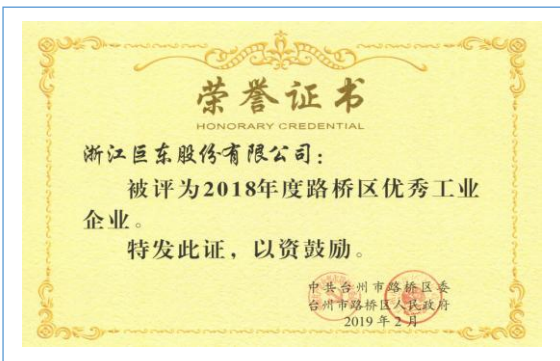 荣誉证书
HONORARY CREDENTIAL
浙江巨东股份有限公司：
被评为2018年度路桥区优秀工业
企业。
特发此证，以资鼓励。
中共台州市路桥区委
台州市路桥区人民政府
2019年2月